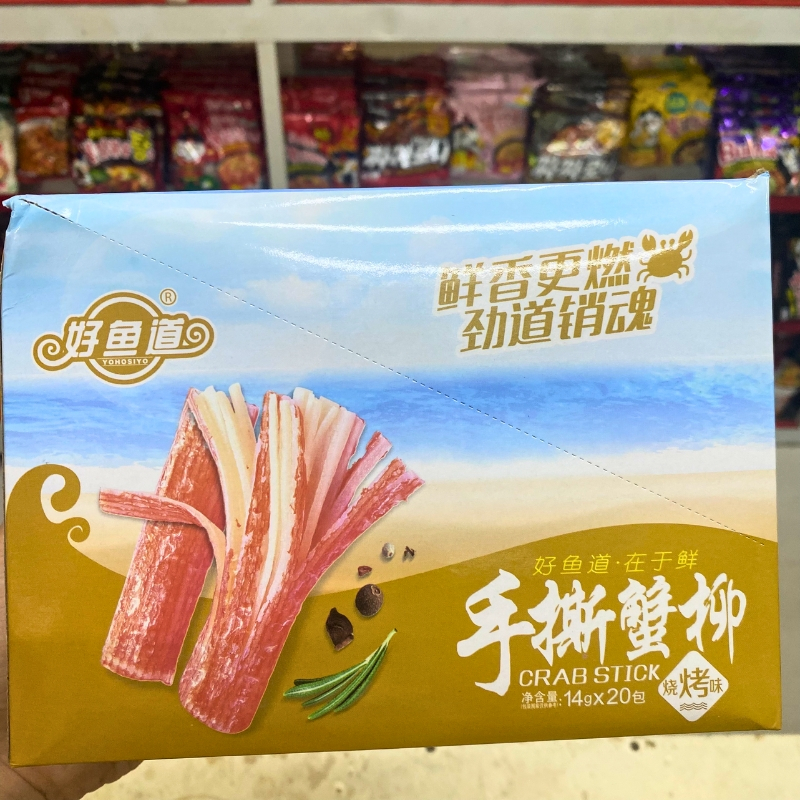 鲜香更燃
劲道销魂
好鱼道®
YOHOSIYO
好鱼道·在于鲜
手撕蟹柳
CRAB STICK
烧烤味
净含量:14g×20包